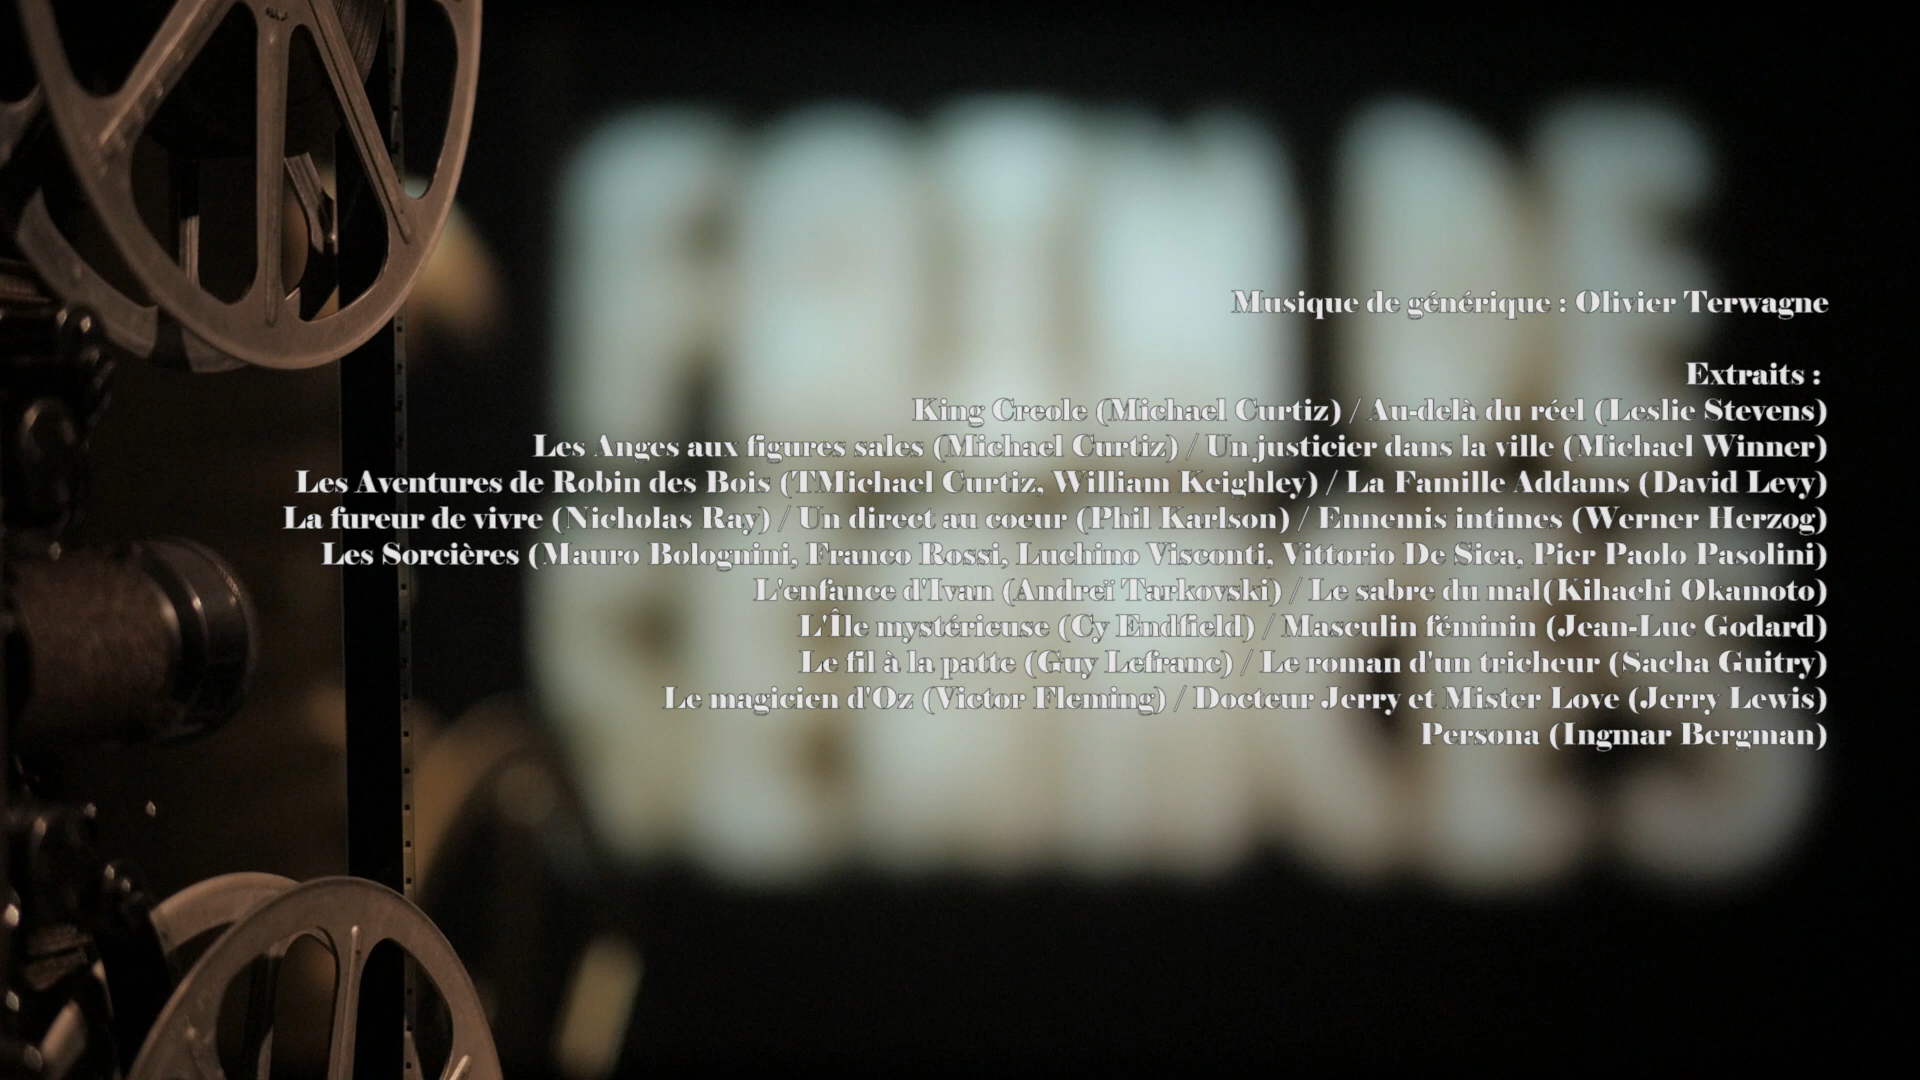 Musique de générique : Olivier Terwagne
Extraits :
King Creole (Michael Curtiz) / Au-delà du réel (Leslie Stevens)
Les Anges aux figures sales (Michael Curtiz) / Un justicier dans la ville (Michael Winner)
Les Aventures de Robin des Bois (TMichael Curtiz, William Keighley) / La Famille Addams (David Levy)
La fureur de vivre (Nicholas Ray) / Un direct au coeur (Phil Karlson) / Ennemis intimes (Werner Herzog)
Les Sorcières (Mauro Bolognini, Franco Rossi, Luchino Visconti, Vittorio De Sica, Pier Paolo Pasolini)
L'enfance d'Ivan (Andreï Tarkovski) / Le sabre du mal(Kihachi Okamoto)
L'Île mystérieuse (Cy Endfield) / Masculin féminin (Jean-Luc Godard)
Le fil à la patte (Guy Lefranc) / Le roman d'un tricheur (Sacha Guitry)
Le magicien d'Oz (Victor Fleming) / Docteur Jerry et Mister Love (Jerry Lewis)
Persona (Ingmar Bergman)